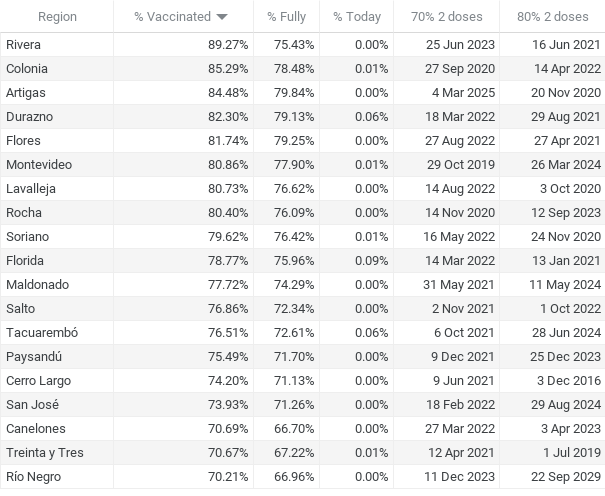 Region % Vaccinated % Fully % Today 70% 2 doses 80% 2 doses
Rivera 89.27% 75.43% 0.00% 25 Jun 2023 16 Jun 2021
Colonia 85.29% 78.48% 0.01% 27 Sep 2020 14 Apr 2022
Artigas 84.48% 79.84% 0.00% 4 Mar 2025 20 Nov 2020
Durazno 82.30% 79.13% 0.06% 18 Mar 2022 29 Aug 2021
Flores 81.74% 79.25% 0.00% 27 Aug 2022 27 Apr 2021
Montevideo 80.86% 77.90% 0.01% 29 Oct 2019 26 Mar 2024
Lavalleja 80.73% 76.62% 0.00% 14 Aug 2022 3 Oct 2020
Rocha 80.40% 76.09% 0.00% 14 Nov 2020 12 Sep 2023
Soriano 79.62% 76.42% 0.01% 16 May 2022 24 Nov 2020
Florida 78.77% 75.96% 0.09% 14 Mar 2022 13 Jan 2021
Maldonado 77.72% 74.29% 0.00% 31 May 2021 11 May 2024
Salto 76.86% 72.34% 0.00% 2 Nov 2021 1 Oct 2022
Tacuarembó 76.51% 72.61% 0.06% 6 Oct 2021 28 Jun 2024
Paysandú 75.49% 71.70% 0.00% 9 Dec 2021 25 Dec 2023
Cerro Largo 74.20% 71.13% 0.00% 9 Jun 2021 3 Dec 2016
San José 73.93% 71.26% 0.00% 18 Feb 2022 29 Aug 2024
Canelones 70.69% 66.70% 0.00% 27 Mar 2022 3 Apr 2023
Treinta y Tres 70.67% 67.22% 0.01% 12 Apr 2021 1 Jul 2019
Río Negro 70.21% 66.96% 0.00% 11 Dec 2023 22 Sep 2029